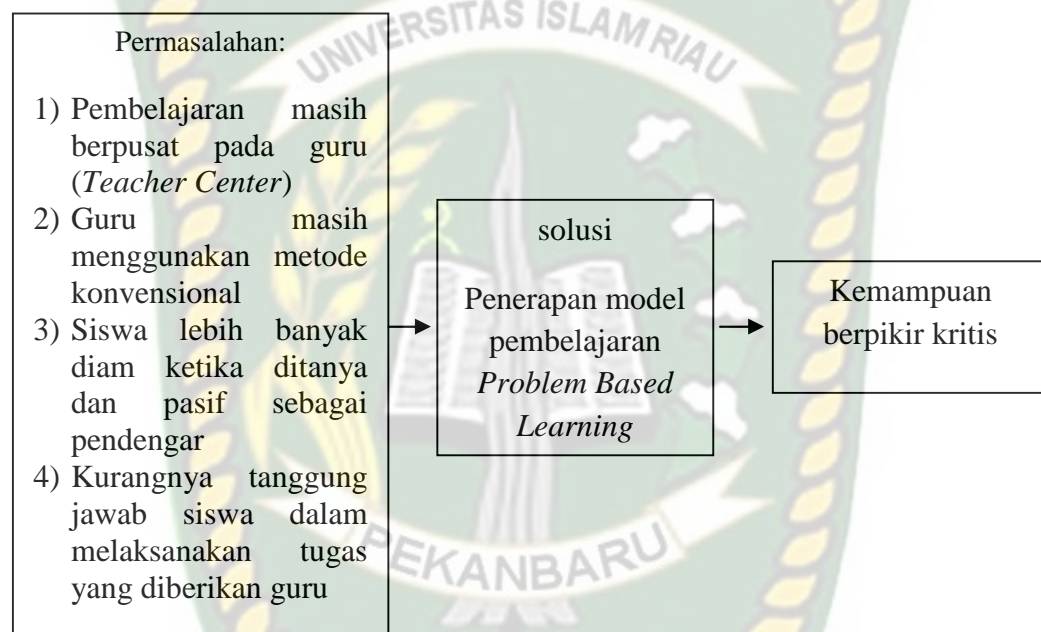 UNIVERSITAS ISLAM RIAU
Permasalahan:
1) Pembelajaran masih
berpusat pada guru
(Teacher Center)
2) Guru masih
menggunakan metode
konvensional
3) Siswa lebih banyak
diam ketika ditanya
dan pasif sebagai
pendengar
4) Kurangnya tanggung
jawab siswa dalam
melaksanakan tugas
yang diberikan guru
solusi
Penerapan model
pembelajaran
Problem Based
Learning
Kemampuan
berpikir kritis
PEKANBARU